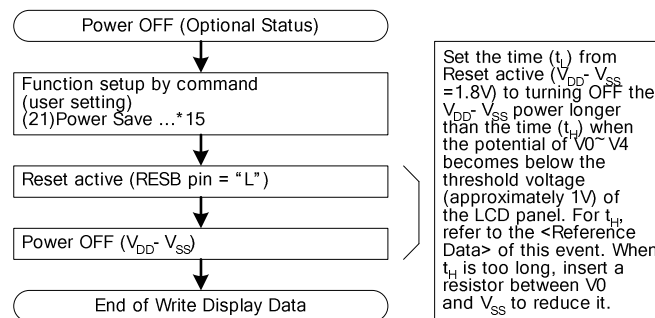 Power OFF (Optional Status)
Function setup by command
(user setting)
(21)Power Save ...*15
Reset active (RESB pin = “L”)
Power OFF (VDD- VSS)
End of Write Display Data
Set the time (tL) from
Reset active (VDD- VSS
=1.8V) to turning OFF the
VDD- VSS power longer
than the time (tH) when
the potential of V0~ V4
becomes below the
threshold voltage
(approximately 1V) of
the LCD panel. For tH,
refer to the <Reference
Data> of this event. When
tH is too long, insert a
resistor between V0
and VSS to reduce it.